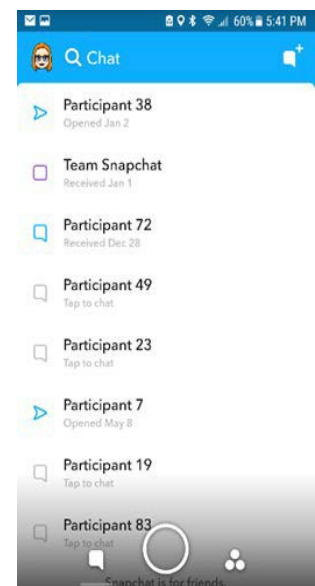 60% 5:41 PM
Chat
Participant 38
Opened Jan 2
Team Snapchat
Received Jan 1
Participant 72
Received Dec 28
Participant 49
Tap to chat
Participant 23
Tap to chat
Participant 7
Opened May 8
Participant 19
Tap to chat
Participant 83
Tap to chat
Snapchat is for friends.